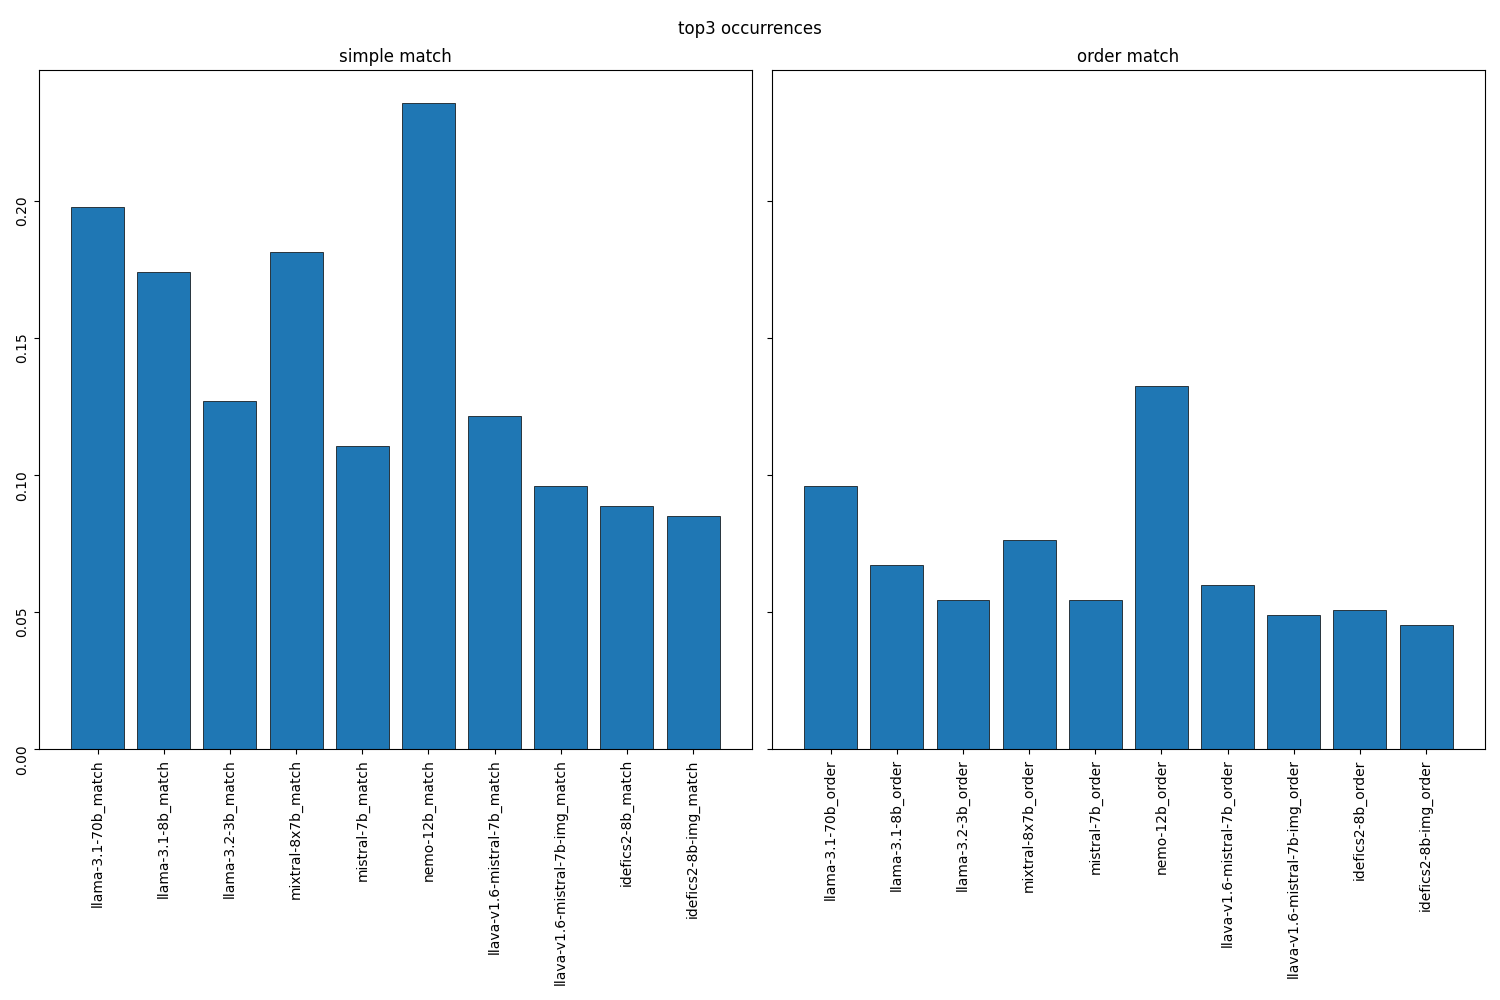 top3 occurrences
simple match
order match
0.20
0.15
0.10
0.05
0.00
llama-3.1-70b_match
llama-3.1-8b_match
llama-3.2-3b_match
mixtral-8x7b_match
mistral-7b_match
nemo-12b_match
llava-v1.6-mistral-7b_match
llava-v1.6-mistral-7b-img_match
idefics2-8b_match
idefics2-8b-img_match
llama-3.1-70b_order
llama-3.1-8b_order
llama-3.2-3b_order
mixtral-8x7b_order
mistral-7b_order
nemo-12b_order
llava-v1.6-mistral-7b_order
llava-v1.6-mistral-7b-img_order
idefics2-8b_order
idefics2-8b-img_order